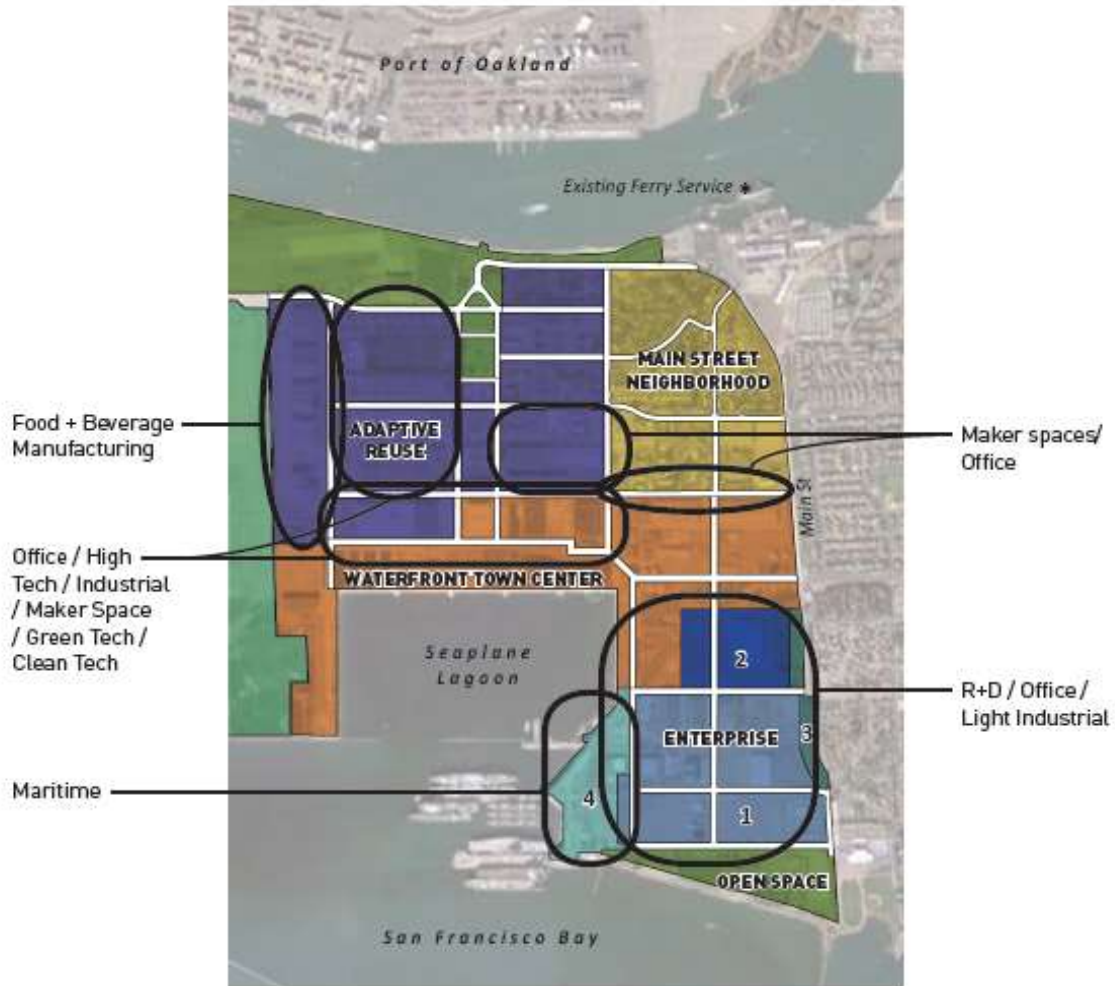 Port of Oakland
Existing Ferry Service *
MAIN STREET
NEIGHBORHOOD
Food + Beverage
Manufacturing
ADAPTIVE
REUSE
Maker spaces/
Office
Main St
Office / High
Tech / Industrial
/ Maker Space
/ Green Tech /
Clean Tech
WATERFRONT TOWN CENTER
Seaplane
Lagoon
2
R+D / Office /
Light Industrial
ENTERPRISE
3
Maritime
4
1
OPEN SPACE
San Francisco Bay